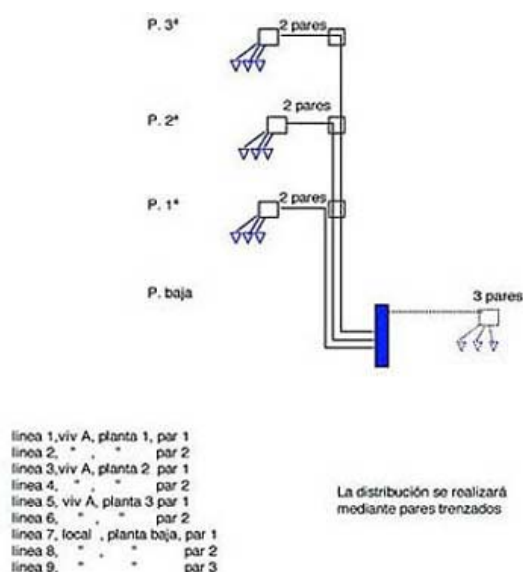 P. 3ª
2 pares
P. 2ª
2 pares
P. 1ª
2 pares
P. baja
3 pares
linea 1,viv A, planta 1, par 1
linea 2, " , " par 2
linea 3,viv A, planta 2 par 1
linea 4, " , " par 2
linea 5, viv A, planta 3 par 1
linea 6, " , " par 2
linea 7, local , planta baja, par 1
linea 8, " , " par 2
linea 9, " " par 3
La distribución se realizará
mediante pares trenzados